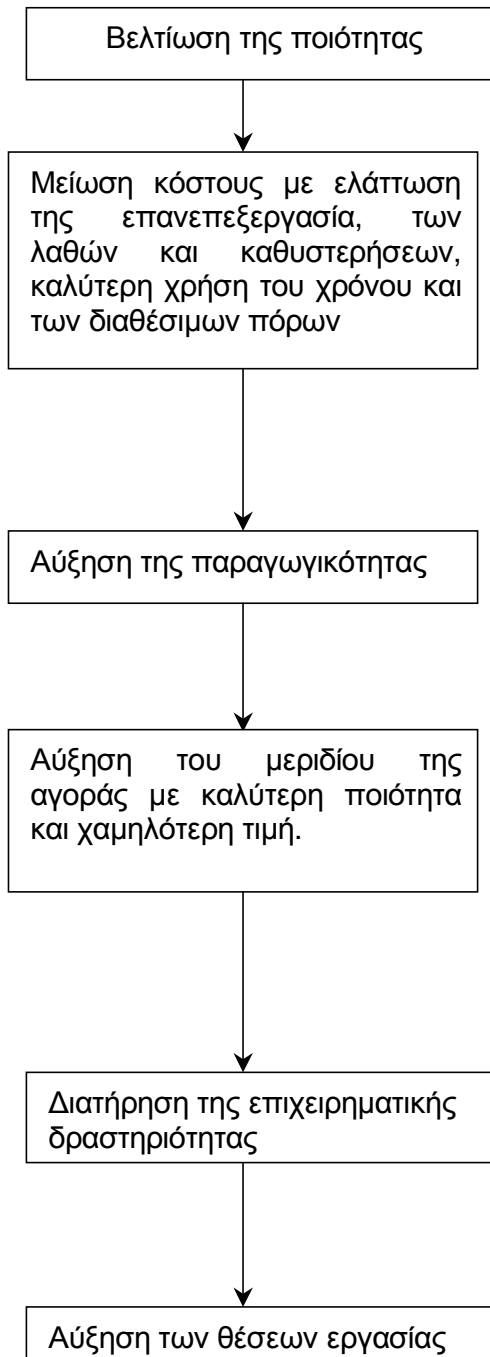 Βελτίωση της ποιότητας
Μείωση κόστους με ελάττωση
της επανεπεξεργασία, των
λαθών και καθυστερήσεων,
καλύτερη χρήση του χρόνου και
των διαθέσιμων πόρων
Αύξηση της παραγωγικότητας
Αύξηση του μεριδίου της
αγοράς με καλύτερη ποιότητα
και χαμηλότερη τιμή.
Διατήρηση της επιχειρηματικής
δραστηριότητας
Αύξηση των θέσεων εργασίας